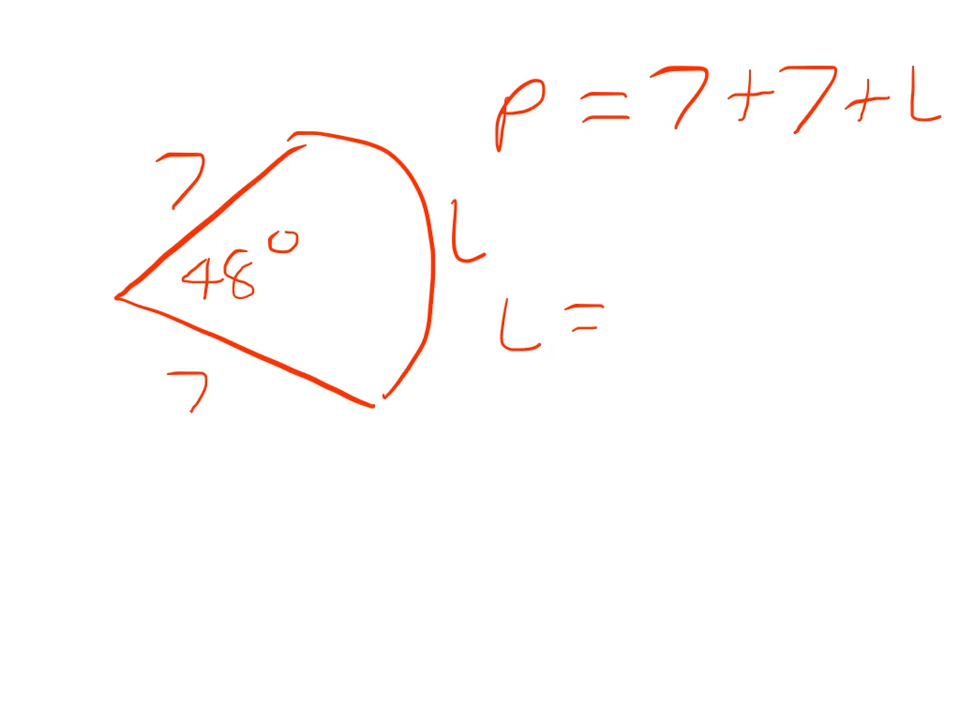 P = 7 + 7 + L
7
48°
L
L =
7